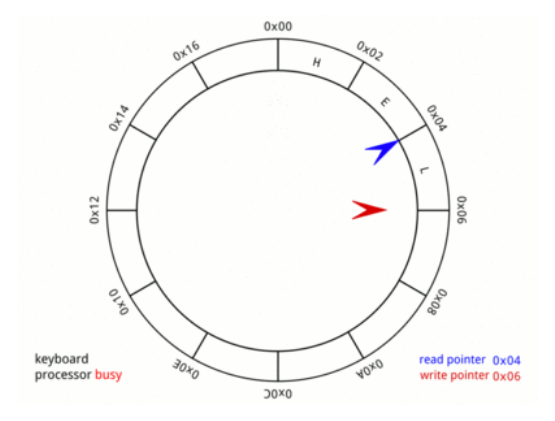 0x00
0x02
0x04
0x06
0x08
0x0A
0x0C
0x0E
0x10
0x12
0x14
0x16
H
E
L
keyboard
processor busy
read pointer 0x04
write pointer 0x06